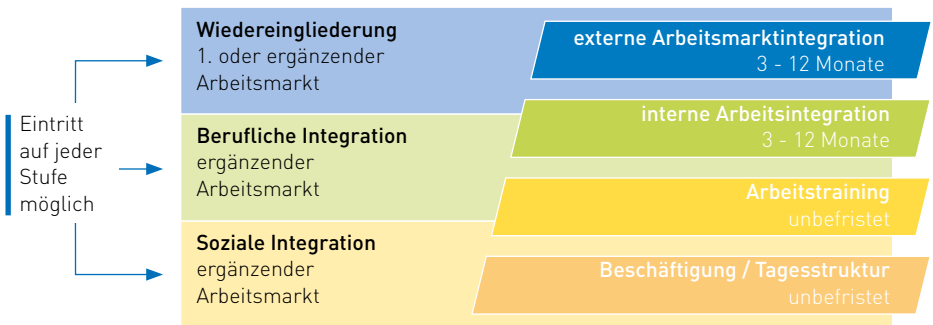 Eintritt
auf jeder
Stufe
möglich
Wiedereingliederung
1. oder ergänzender
Arbeitsmarkt
externe Arbeitsmarktintegration
3 - 12 Monate
Berufliche Integration
ergänzender
Arbeitsmarkt
interne Arbeitsintegration
3 - 12 Monate
Arbeitstraining
unbefristet
Soziale Integration
ergänzender
Arbeitsmarkt
Beschäftigung / Tagesstruktur
unbefristet